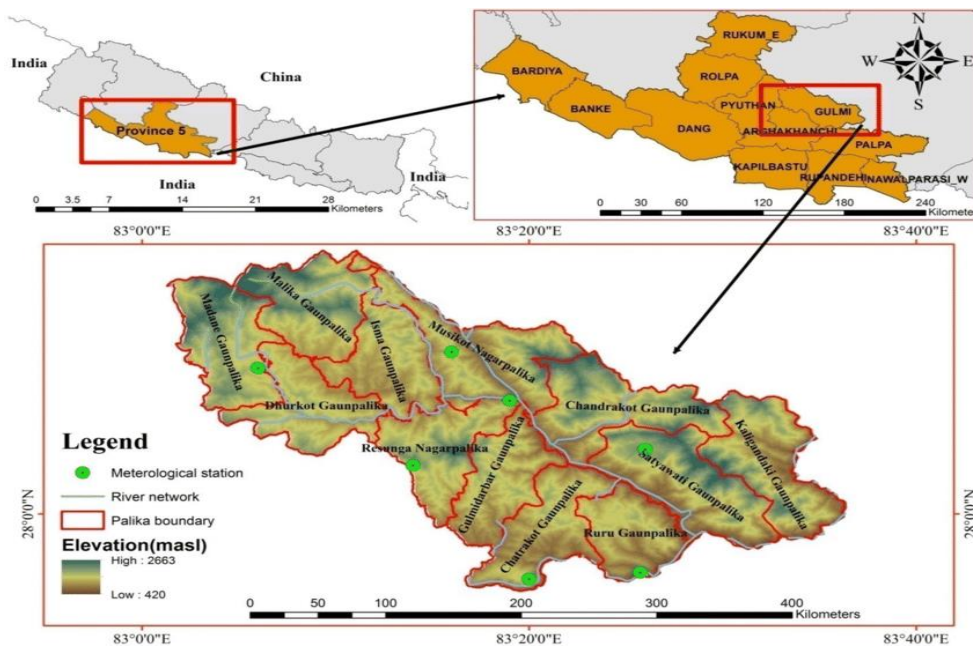 India
China
Province 5
India
India
0 3.5 7 14 21 28
Kilometers
RUKUM_E
N
W E
S
BARDIYA
ROLPA
BANKE
PYUTHAN
GULMI
DANG
ARGHAKHANCHI
PALPA
KAPILBASTU
RUPANDEHI
NAWALPARASI_W
0 30 60 120 180 240
Kilometers
83°0'0"E 83°20'0"E 83°40'0"E
Madane Gaunpalika
Malika Gaunpalika
Isma Gaunpalika
Musikot Nagarpalika
Dhurkot Gaunpalika
Chandrakot Gaunpalika
Resunga Nagarpalika
Gulmidarbar Gaunpalika
Satyawati Gaunpalika
Kaligandaki Gaunpalika
Chatrakot Gaunpalika
Ruru Gaunpalika
Legend
Meterological station
River network
Palika boundary
Elevation(masl)
High : 2663
Low : 420
28°0'0"N
28°0'0"N
0 50 100 200 300 400
Kilometers
83°0'0"E 83°20'0"E 83°40'0"E